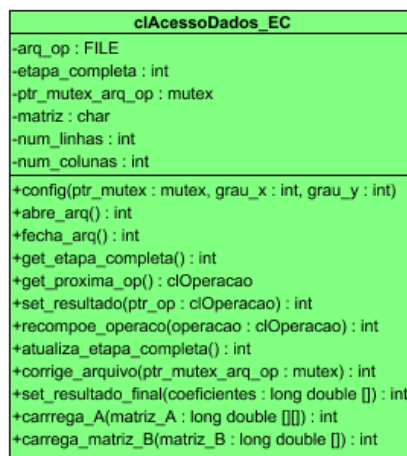 clAcessoDados_EC
-arq_op : FILE
-etapa_completa : int
-ptr_mutex_arq_op : mutex
-matriz : char
-num_linhas : int
-num_colunas : int
+config(ptr_mutex : mutex, grau_x : int, grau_y : int)
+abre_arq() : int
+fecha_arq() : int
+get_etapa_completa() : int
+get_proxima_op() : clOperacao
+set_resultado(ptr_op : clOperacao) : int
+recompoe_operaco(operacao : clOperacao) : int
+atualiza_etapa_completa() : int
+corrige_arquivo(ptr_mutex_arq_op : mutex) : int
+set_resultado_final(coeficientes : long double []) : int
+carrrega_A(matriz_A : long double [][]) : int
+carrega_matriz_B(matriz_B : long double []) : int